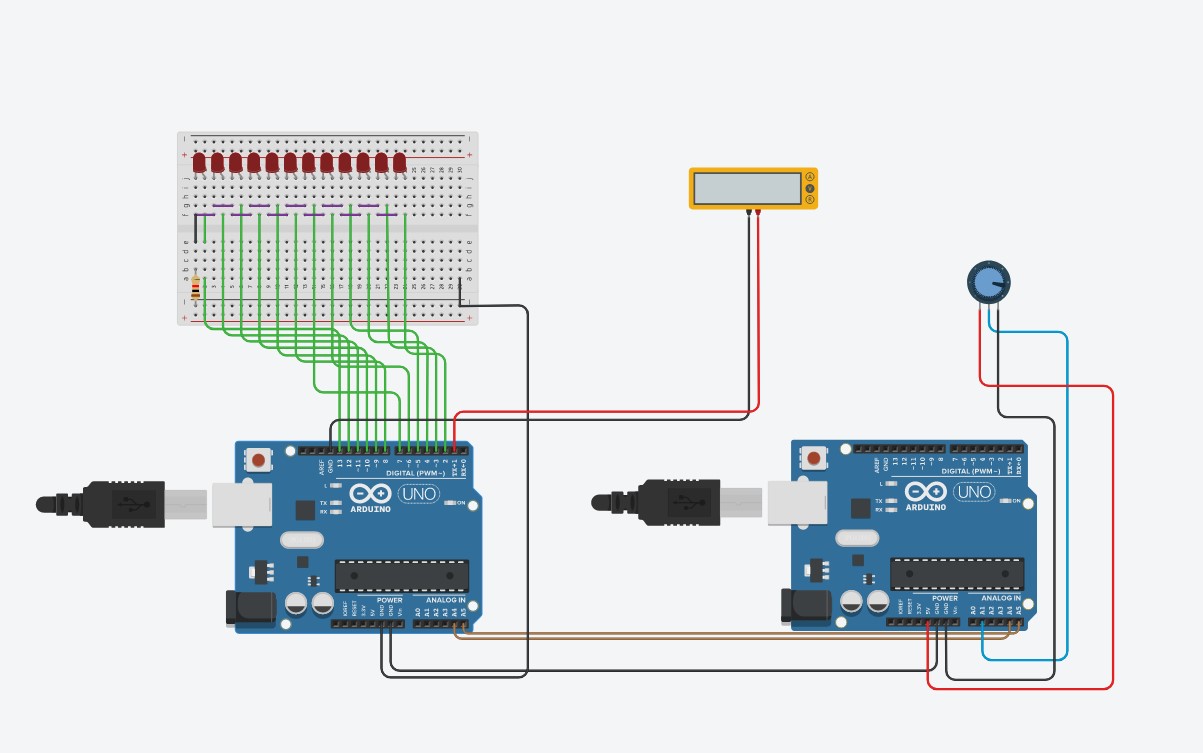 j
i
h
g
f
e
d
c
b
a
A
V
R
AREF
GND
13
12
~11
~10
~9
8
7
~6
~5
4
~3
2
TX→1
RX←0
DIGITAL (PWM~)
L
TX
RX
ARDUINO
UNO
ON
POWER
ANALOG IN
IOREF
RESET
3.3V
5V
GND
GND
Vin
A0
A1
A2
A3
A4
A5
AREF
GND
13
12
~11
~10
~9
8
7
~6
~5
4
~3
2
TX→1
RX←0
DIGITAL (PWM~)
L
TX
RX
ARDUINO
UNO
ON
POWER
ANALOG IN
IOREF
RESET
3.3V
5V
GND
GND
Vin
A0
A1
A2
A3
A4
A5